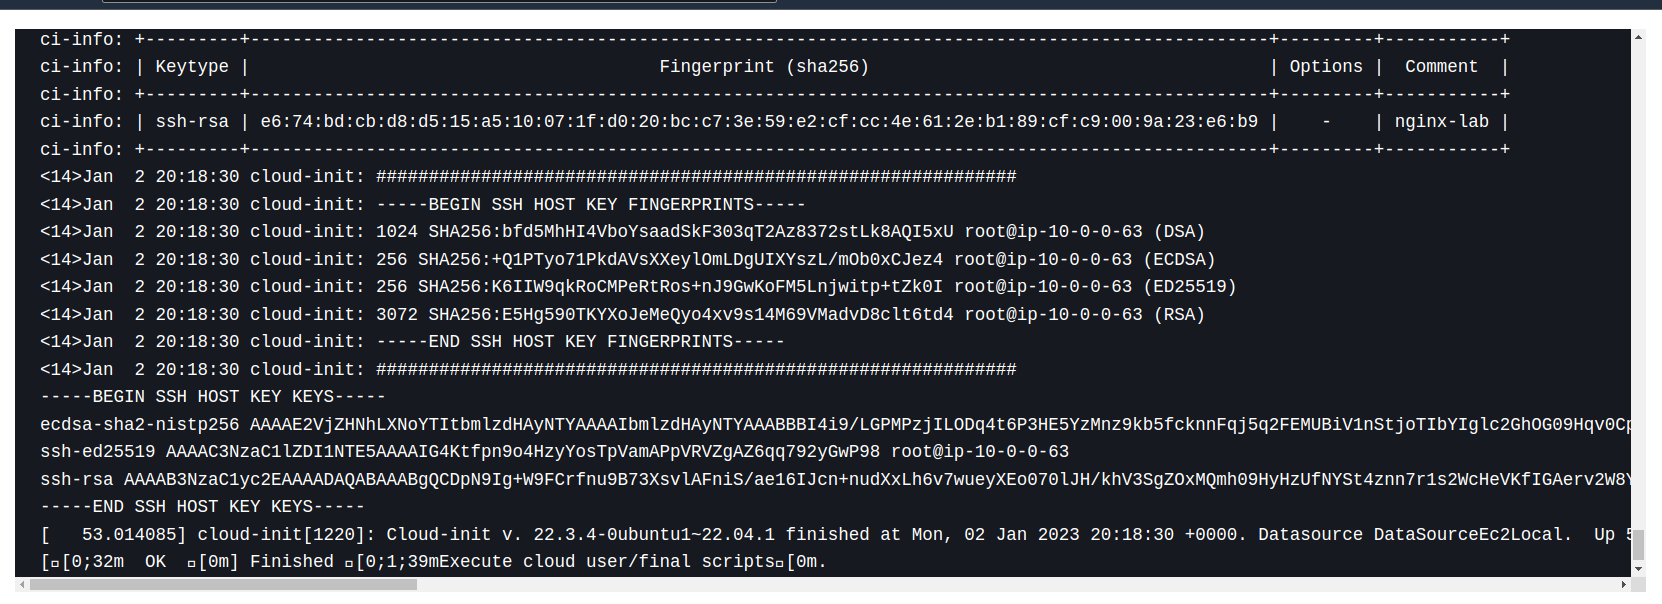 ci-info: +---------+-------------------------------------------------------------------------------------------------+---------+-----------+
ci-info: | Keytype |                                       Fingerprint (sha256)                                      | Options |  Comment  |
ci-info: +---------+-------------------------------------------------------------------------------------------------+---------+-----------+
ci-info: | ssh-rsa | e6:74:bd:cb:d8:d5:15:a5:10:07:1f:d0:20:bc:c7:3e:59:e2:cf:cc:4e:61:2e:b1:89:cf:c9:00:9a:23:e6:b9 |    -    | nginx-lab |
ci-info: +---------+-------------------------------------------------------------------------------------------------+---------+-----------+
<14>Jan  2 20:18:30 cloud-init: #############################################################
<14>Jan  2 20:18:30 cloud-init: -----BEGIN SSH HOST KEY FINGERPRINTS-----
<14>Jan  2 20:18:30 cloud-init: 1024 SHA256:bfd5MhHI4VboYsaadSkF303qT2Az8372stLk8AQI5xU root@ip-10-0-0-63 (DSA)
<14>Jan  2 20:18:30 cloud-init: 256 SHA256:+Q1PTyo71PkdAVsXXeylOmLDgUIXYszL/mOb0xCJez4 root@ip-10-0-0-63 (ECDSA)
<14>Jan  2 20:18:30 cloud-init: 256 SHA256:K6IIW9qkRoCMPeRtRos+nJ9GwKoFM5Lnjwitp+tZk0I root@ip-10-0-0-63 (ED25519)
<14>Jan  2 20:18:30 cloud-init: 3072 SHA256:E5Hg590TKYXoJeMeQyo4xv9s14M69VMadvD8clt6td4 root@ip-10-0-0-63 (RSA)
<14>Jan  2 20:18:30 cloud-init: -----END SSH HOST KEY FINGERPRINTS-----
<14>Jan  2 20:18:30 cloud-init: #############################################################
-----BEGIN SSH HOST KEY KEYS-----
ecdsa-sha2-nistp256 AAAAE2VjZHNhLXNoYTItbmlzdHAyNTYAAAAIbmlzdHAyNTYAAABBBI4i9/LGPMPzjILODq4t6P3HE5YzMnz9kb5fcknnFqj5q2FEMUBiV1nStjoTIbYIglc2GhOG09Hqv0Cp
ssh-ed25519 AAAAC3NzaC1lZDI1NTE5AAAAIG4Ktfpn9o4HzyYosTpVamAPpVRVZgAZ6qq792yGwP98 root@ip-10-0-0-63
ssh-rsa AAAAB3NzaC1yc2EAAAADAQABAAABgQCDpN9Ig+W9FCrfnu9B73XsvlAFniS/ae16IJcn+nudXxLh6v7wueyXEo070lJH/khV3SgZOxMQmh09HyHzUfNYSt4znn7r1s2WcHeVKfIGAerv2W8Y
-----END SSH HOST KEY KEYS-----
[   53.014085] cloud-init[1220]: Cloud-init v. 22.3.4-0ubuntu1~22.04.1 finished at Mon, 02 Jan 2023 20:18:30 +0000. Datasource DataSourceEc2Local.  Up 5
[[0;32m  OK  [0m] Finished [0;1;39mExecute cloud user/final scripts[0m.